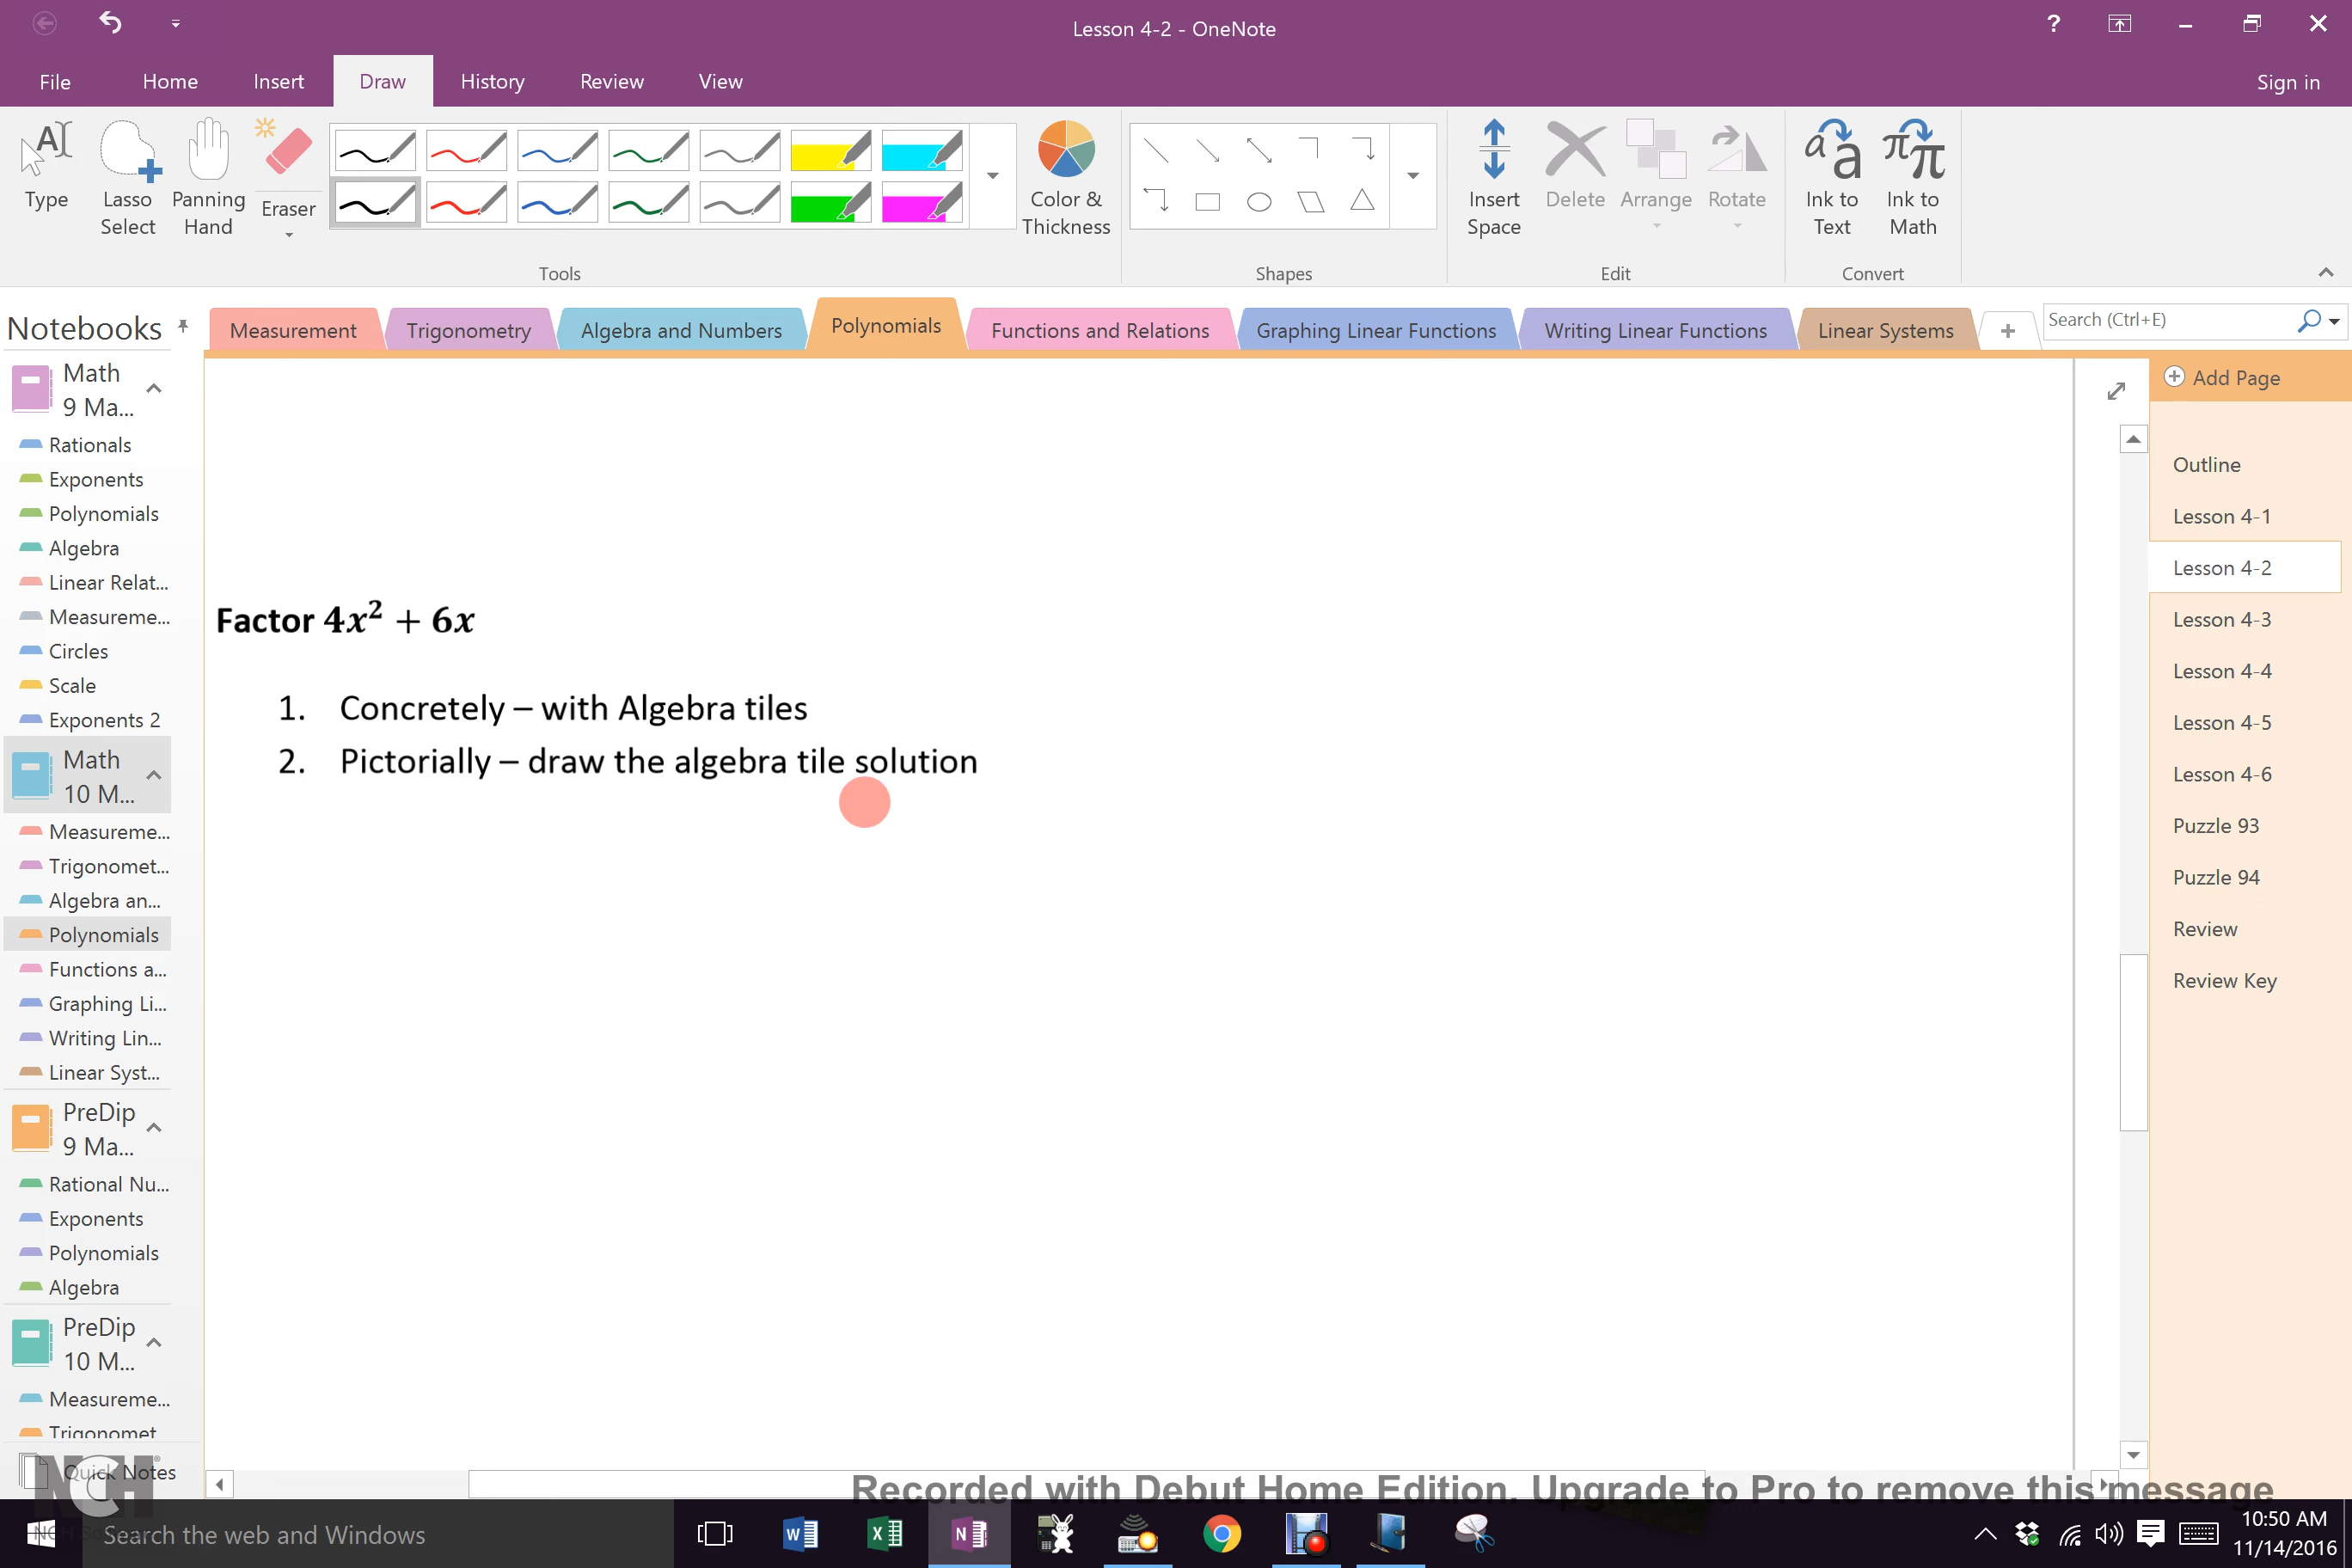 Lesson 4-2 - OneNote
File Home Insert Draw History Review View Sign in
Type
Lasso Select
Panning Hand
Eraser
Color & Thickness
Insert Space
Delete
Arrange
Rotate
Ink to Text
Ink to Math
Tools Shapes Edit Convert
Notebooks
Measurement Trigonometry Algebra and Numbers Polynomials Functions and Relations Graphing Linear Functions Writing Linear Functions Linear Systems
Search (Ctrl+E)
Math
9 Ma...
Rationals
Exponents
Polynomials
Algebra
Linear Relat...
Measureme...
Circles
Scale
Exponents 2
Math
10 M...
Measureme...
Trigonomet...
Algebra an...
Polynomials
Functions a...
Graphing Li...
Writing Lin...
Linear Syst...
PreDip
9 Ma...
Rational Nu...
Exponents
Polynomials
Algebra
PreDip
10 M...
Measureme...
Trigonomet
Quick Notes
Factor 4x² + 6x
1. Concretely – with Algebra tiles
2. Pictorially – draw the algebra tile solution
Add Page
Outline
Lesson 4-1
Lesson 4-2
Lesson 4-3
Lesson 4-4
Lesson 4-5
Lesson 4-6
Puzzle 93
Puzzle 94
Review
Review Key
NCH
Recorded with Debut Home Edition. Upgrade to Pro to remove this message
Search the web and Windows
10:50 AM
11/14/2016